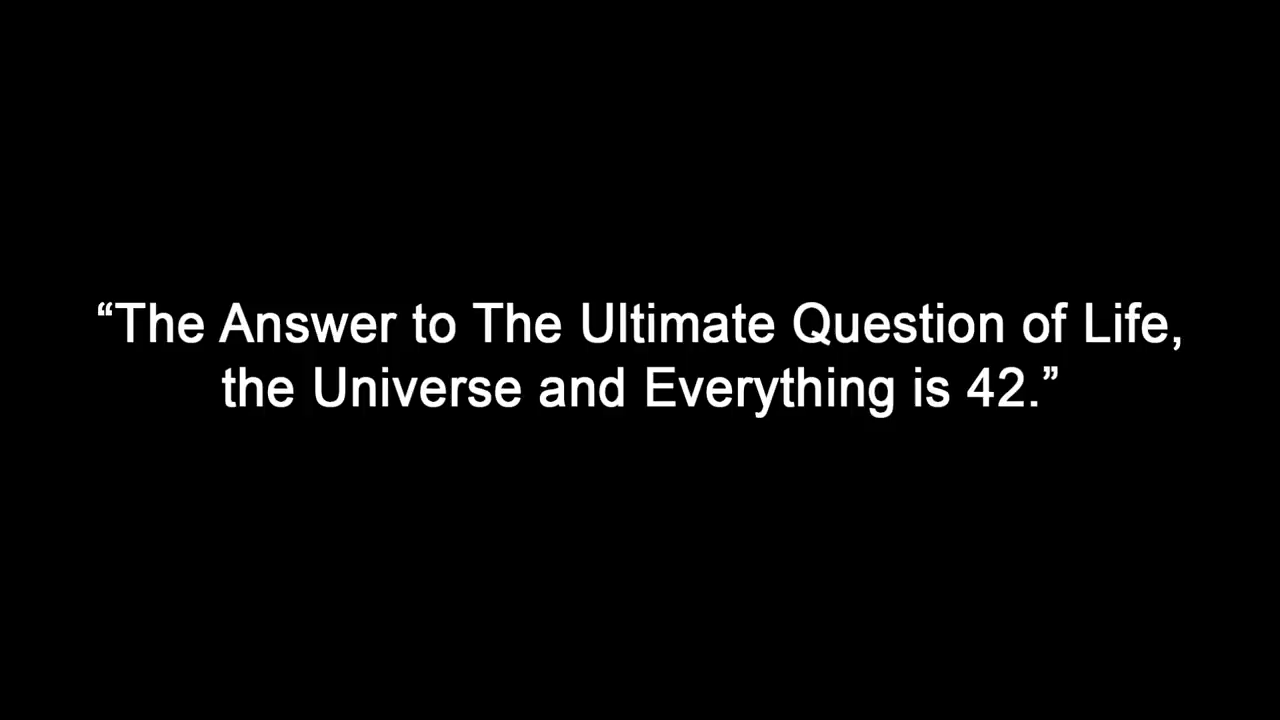 “The Answer to The Ultimate Question of Life,
the Universe and Everything is 42.”